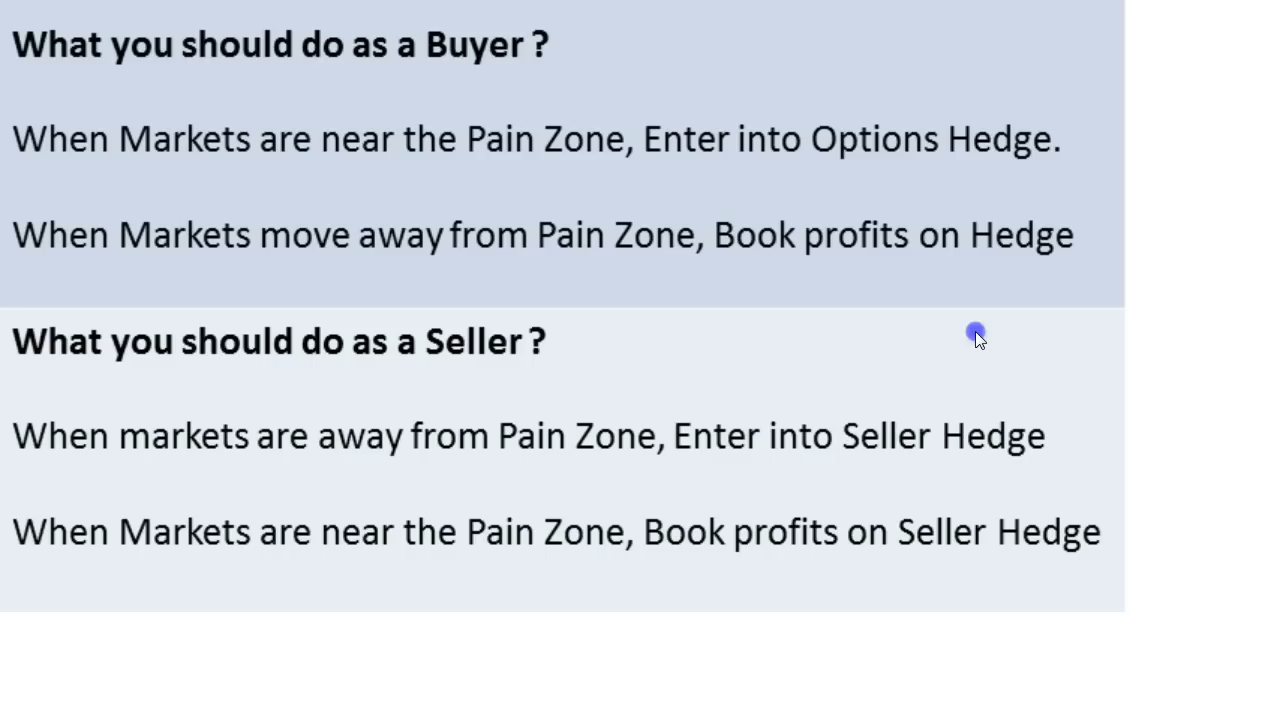 What you should do as a Buyer ?
When Markets are near the Pain Zone, Enter into Options Hedge.
When Markets move away from Pain Zone, Book profits on Hedge
What you should do as a Seller ?
When markets are away from Pain Zone, Enter into Seller Hedge
When Markets are near the Pain Zone, Book profits on Seller Hedge